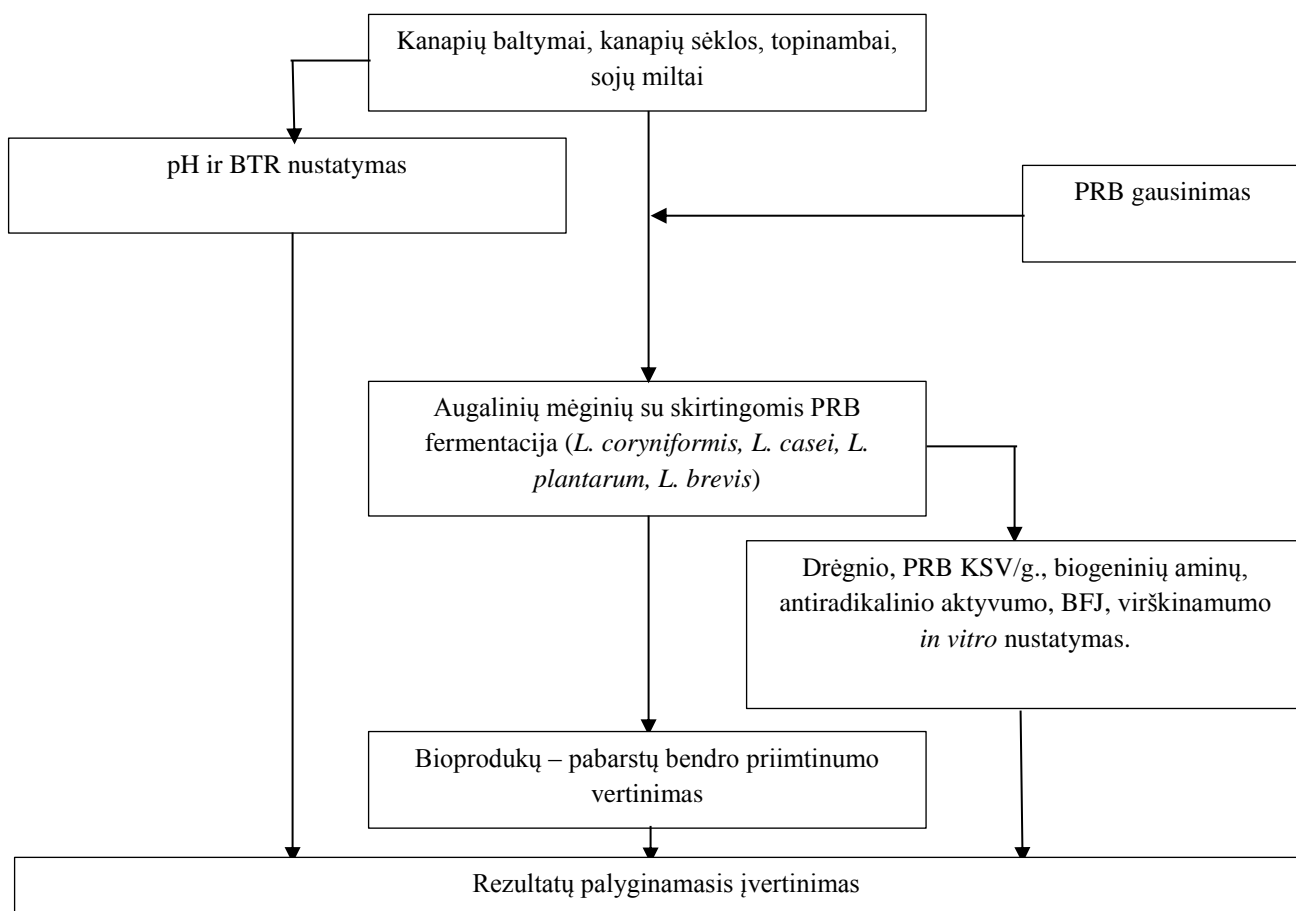 Kanapių baltymai, kanapių sėklos, topinambai,
sojų miltai
pH ir BTR nustatymas
PRB gausinimas
Augalinių mėginių su skirtingomis PRB
fermentacija (L. coryniformis, L. casei, L.
plantarum, L. brevis)
Drėgnio, PRB KSV/g., biogeninių aminų,
antiradikalinio aktyvumo, BFJ, virškinamumo
in vitro nustatymas.
Bioprodukų – pabarstų bendro priimtinumo
vertinimas
Rezultatų palyginamasis įvertinimas